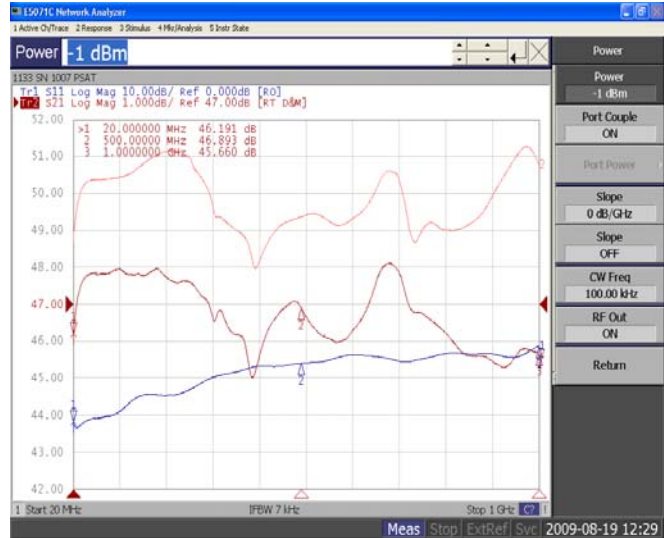 E5071C Network Analyzer
1 Active Ch/Trace 2 Response 3 Stimulus 4 Mkr/Analysis 5 Instr State
Power -1 dBm
1133 SN 1007 PSAT
Tr1 S11 Log Mag 10.00dB/ Ref 0.000dB [RO]
Tr2 S21 Log Mag 1.000dB/ Ref 47.00dB [RT D&M]
52.00
>1 20.000000 MHz 46.191 dB
2 500.00000 MHz 46.893 dB
3 1.0000000 GHz 45.660 dB
51.00
50.00
49.00
48.00
47.00
46.00
45.00
44.00
43.00
42.00
2
2
1 Start 20 MHz IFBW 7 kHz Stop 1 GHz C? !
Power
Power
-1 dBm
Port Couple
ON
Port Power
Slope
0 dB/GHz
Slope
OFF
CW Freq
100.00 kHz
RF Out
ON
Return
Meas Stop ExtRef Svc 2009-08-19 12:29